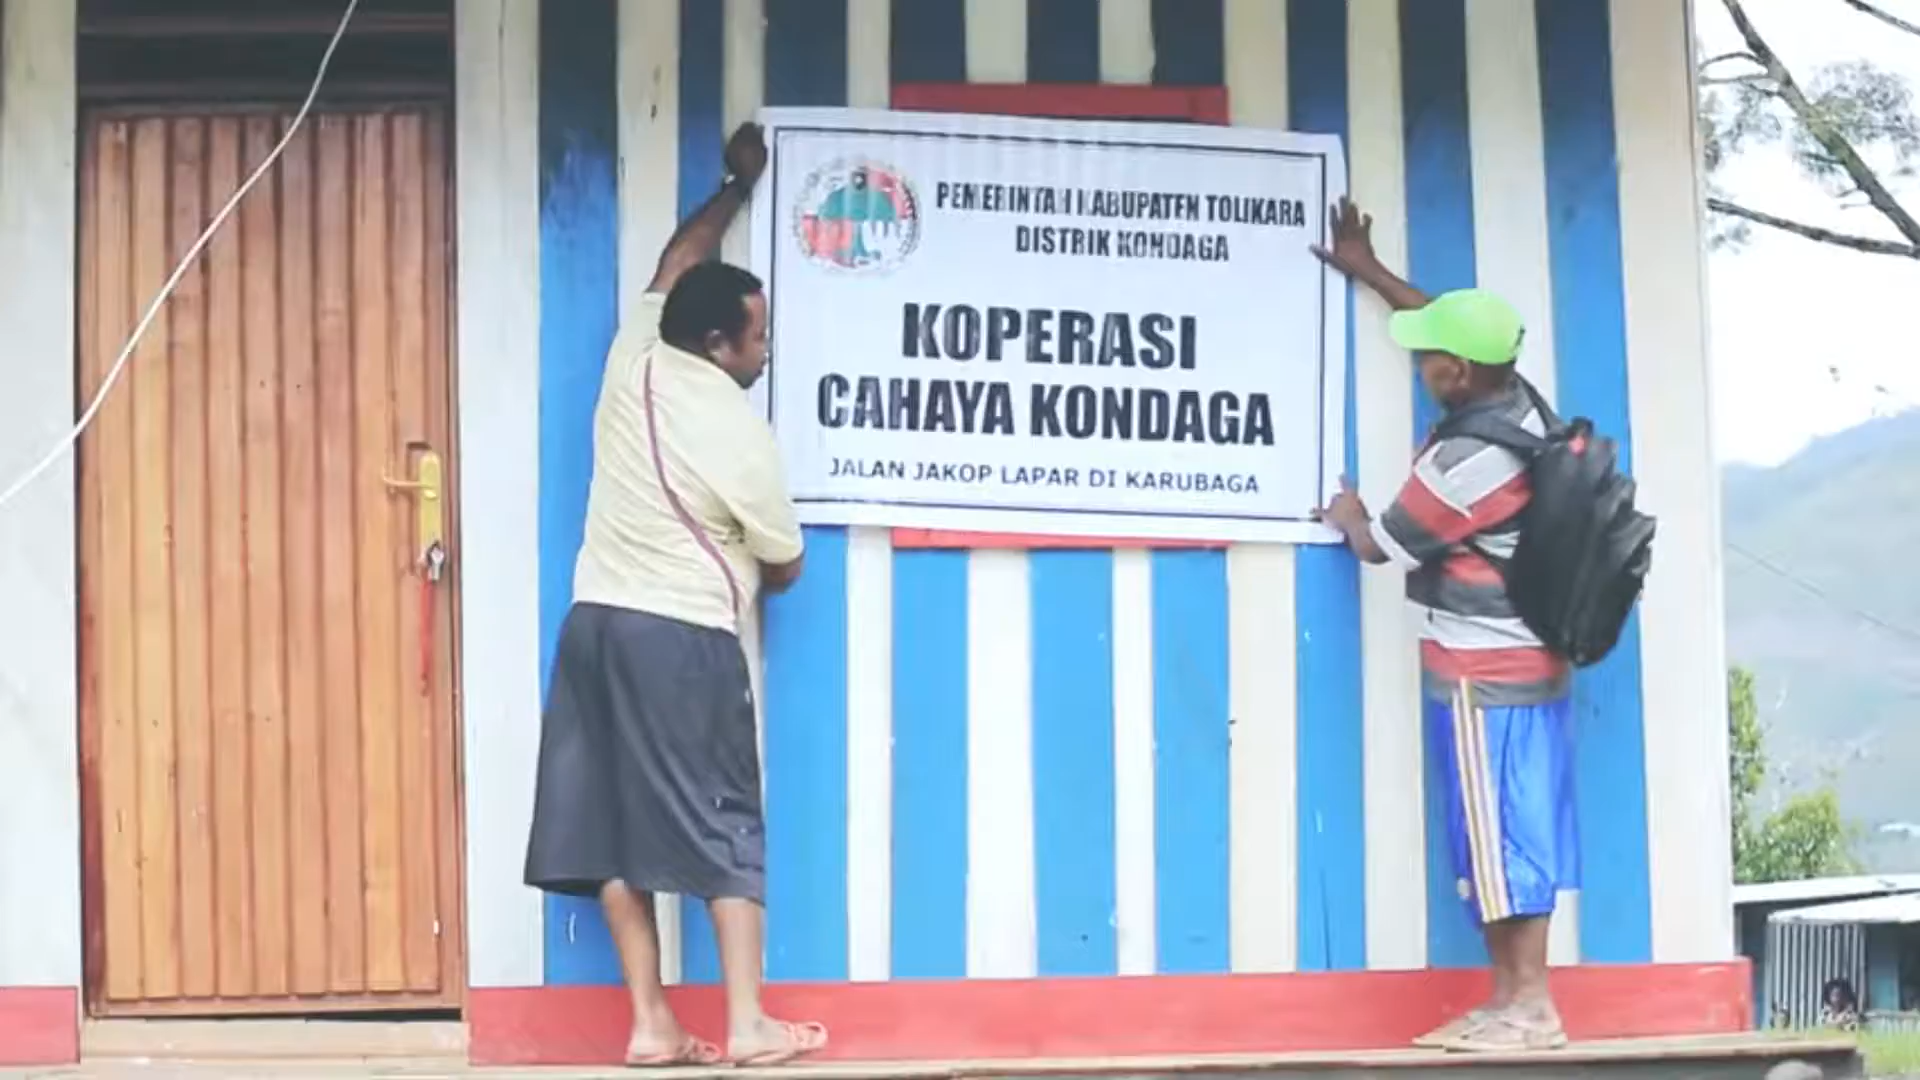 PEMERINTAH KABUPATEN TOLIKARA
DISTRIK KONDAGA
KOPERASI
CAHAYA KONDAGA
JALAN JAKOP LAPAR DI KARUBAGA